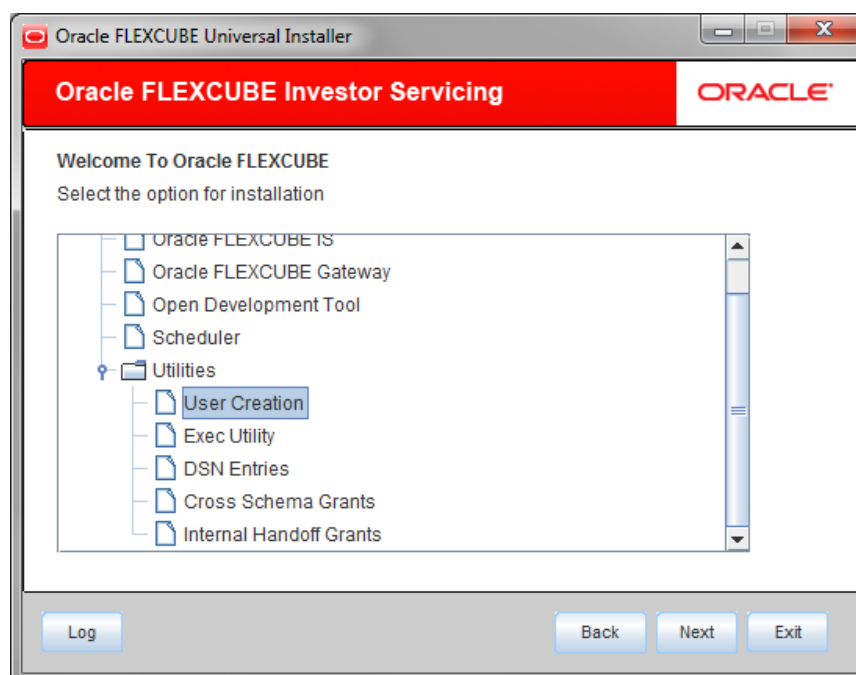 Oracle FLEXCUBE Universal Installer
Oracle FLEXCUBE Investor Servicing
ORACLE
Welcome To Oracle FLEXCUBE
Select the option for installation
Oracle FLEXCUBE IS
Oracle FLEXCUBE Gateway
Open Development Tool
Scheduler
Utilities
User Creation
Exec Utility
DSN Entries
Cross Schema Grants
Internal Handoff Grants
Log
Back
Next
Exit